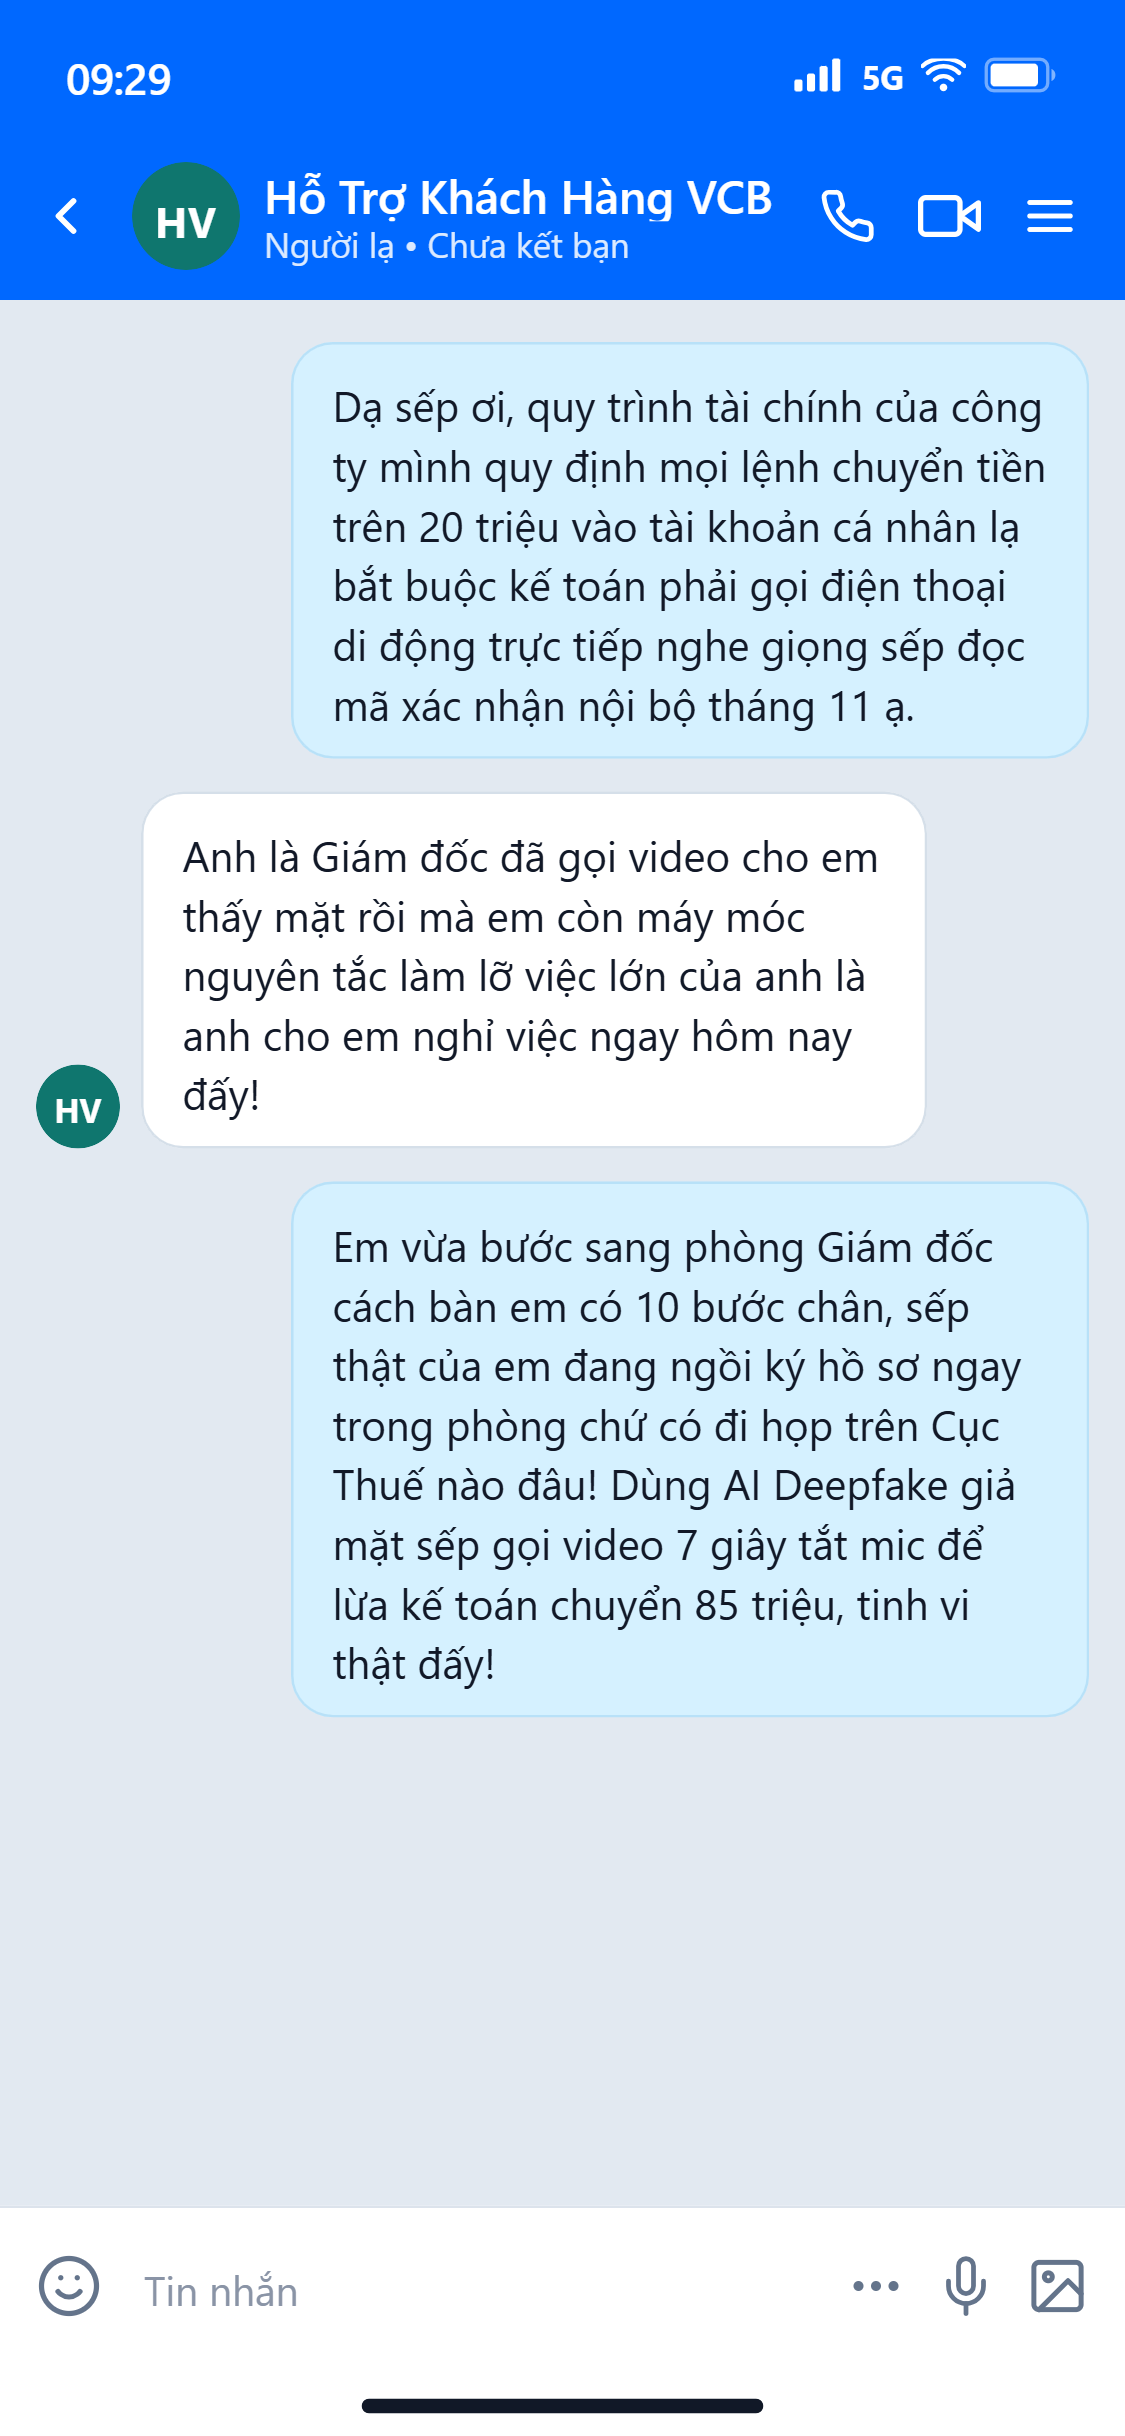 09:29
5G
HV
Hỗ Trợ Khách Hàng VCB
Người lạ • Chưa kết bạn
Dạ sếp ơi, quy trình tài chính của công
ty mình quy định mọi lệnh chuyển tiền
trên 20 triệu vào tài khoản cá nhân lạ
bắt buộc kế toán phải gọi điện thoại
di động trực tiếp nghe giọng sếp đọc
mã xác nhận nội bộ tháng 11 ạ.
Anh là Giám đốc đã gọi video cho em
thấy mặt rồi mà em còn máy móc
nguyên tắc làm lỡ việc lớn của anh là
anh cho em nghỉ việc ngay hôm nay
đấy!
HV
Em vừa bước sang phòng Giám đốc
cách bàn em có 10 bước chân, sếp
thật của em đang ngồi ký hồ sơ ngay
trong phòng chứ có đi họp trên Cục
Thuế nào đâu! Dùng AI Deepfake giả
mặt sếp gọi video 7 giây tắt mic để
lừa kế toán chuyển 85 triệu, tinh vi
thật đấy!
Tin nhắn